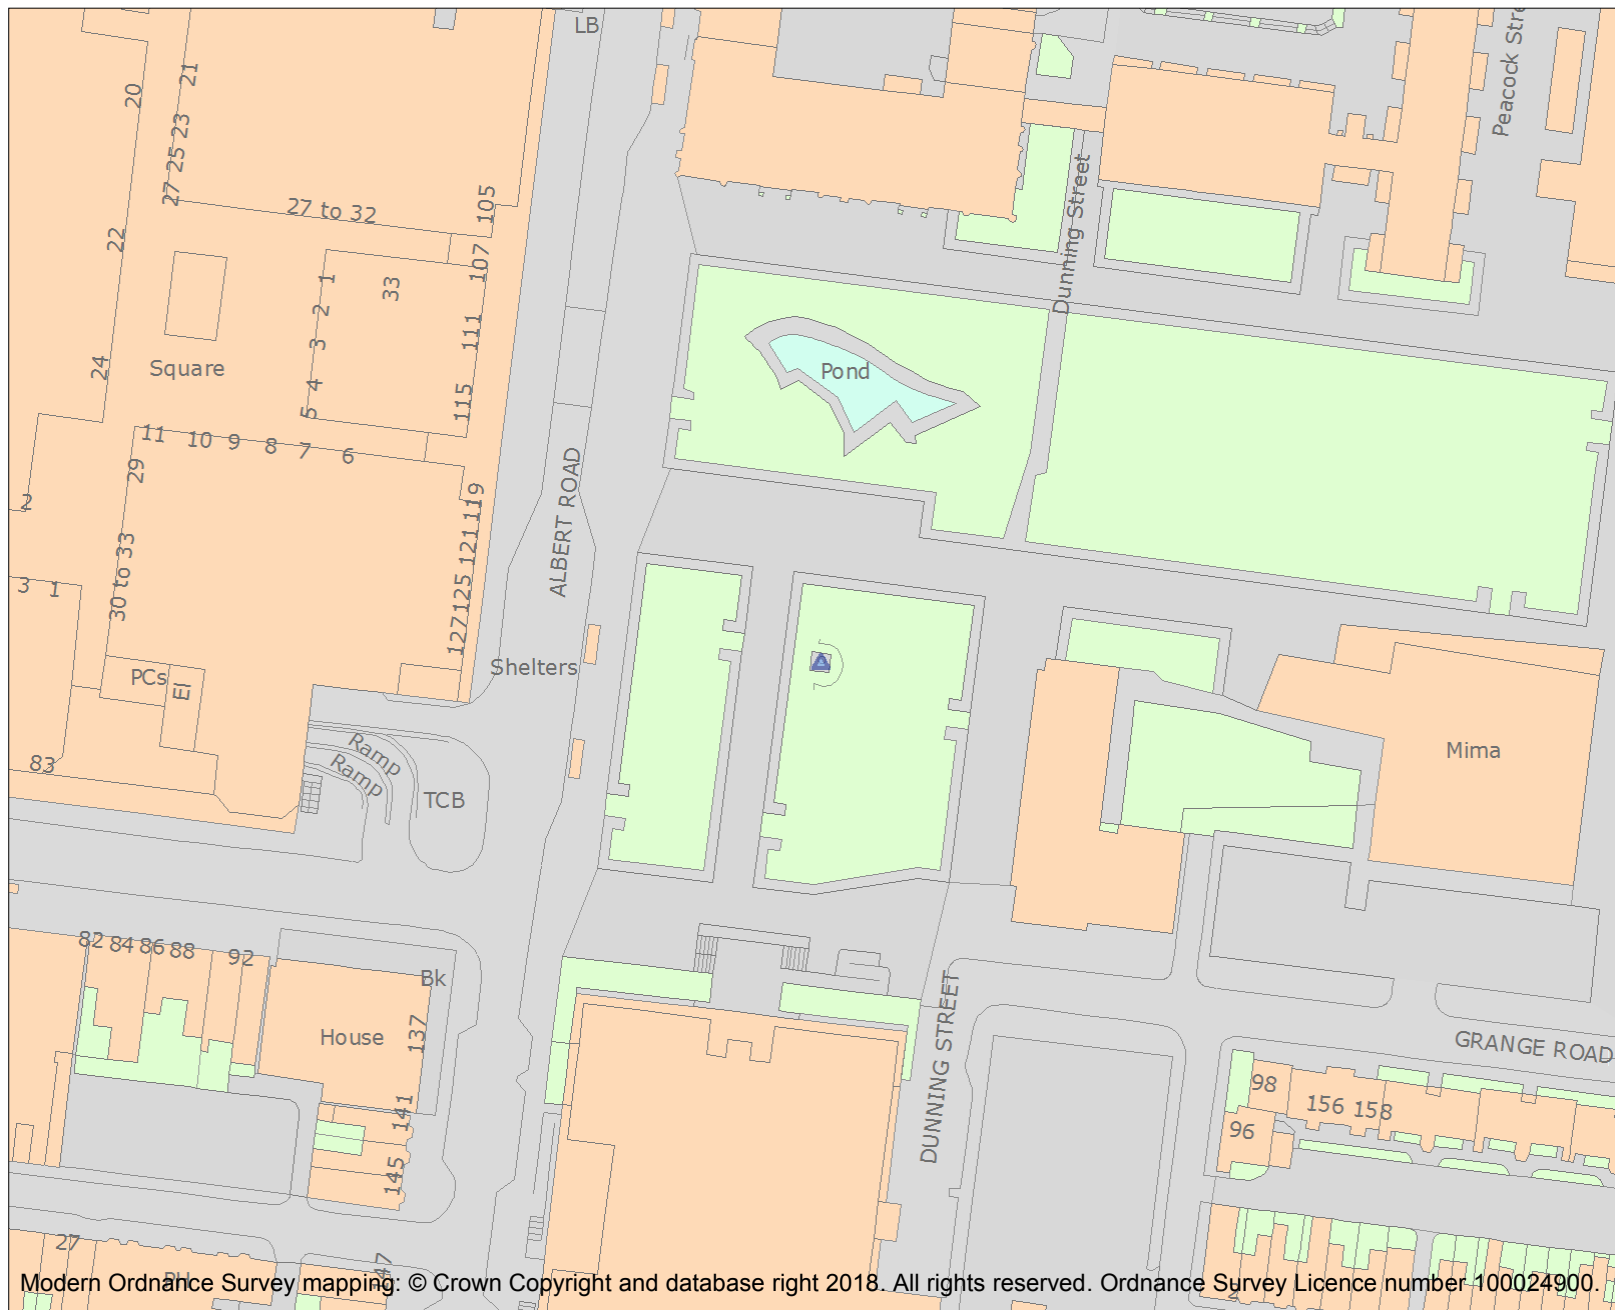 LB
Peacock Stre
20
21
23
25
27
27 to 32
105
Dunning Street
22
107
1
33
2
111
3
Square
24
Pond
4
115
5
11
10
9
8
7
6
29
ALBERT ROAD
2
119
121
30 to 33
3
1
125
127
Shelters
PCs
El
Ramp
Ramp
83
TCB
Mima
82
84
86
88
92
Bk
House
137
DUNNING STREET
GRANGE ROAD
98
156
158
141
96
145
27
147
PH
2
Modern Ordnance Survey mapping: © Crown Copyright and database right 2018. All rights reserved. Ordnance Survey Licence number 100024900.